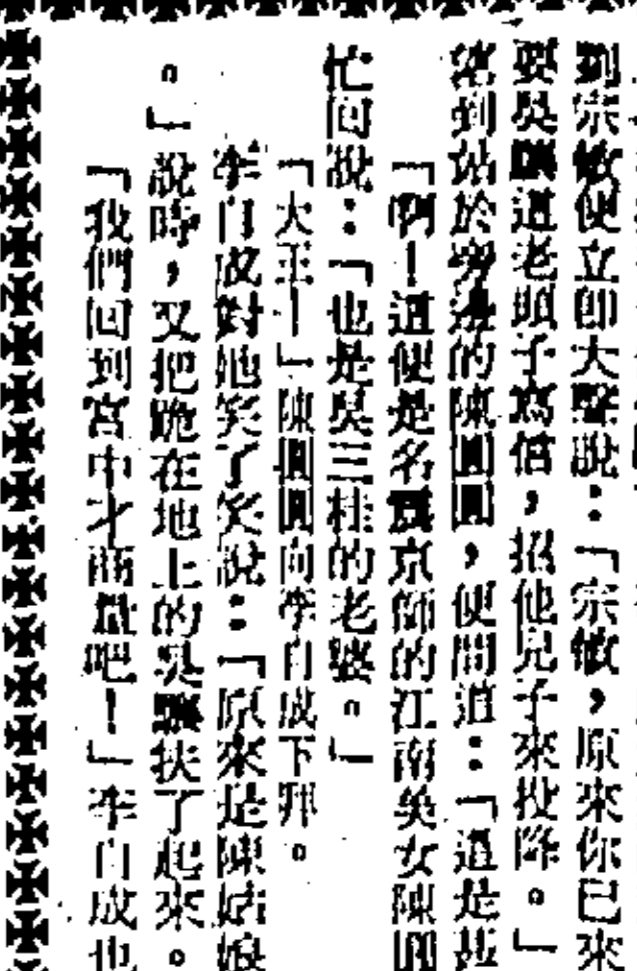 劉宗敏便立即大聲說：「宗敏，原來你已來
要吳驤這老頭子寫信，招他兒子來投降。」
望到站於旁邊的陳圓圓，便問道：「這是
「啊！這便是名震京師的江南美女陳圓
忙回說：「也是吳三桂的老婆。」
「大王！」陳圓圓向李自成下拜。
李自成對她笑了笑說：「原來是陳姑娘
。」說時，又把跪在地上的吳驤扶了起來。
「我們回到宮中才商量吧！」李自成也